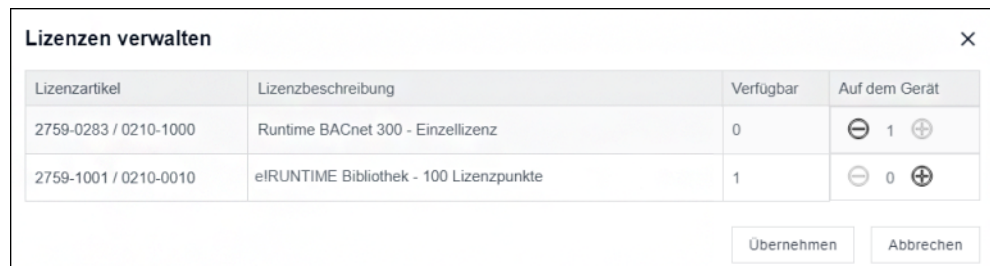 Lizenzen verwalten
Lizenzartikel Lizenzbeschreibung Verfügbar Auf dem Gerät
2759-0283 / 0210-1000 Runtime BACnet 300 - Einzellizenz 0 1
2759-1001 / 0210-0010 e!RUNTIME Bibliothek - 100 Lizenzpunkte 1 0
Übernehmen Abbrechen